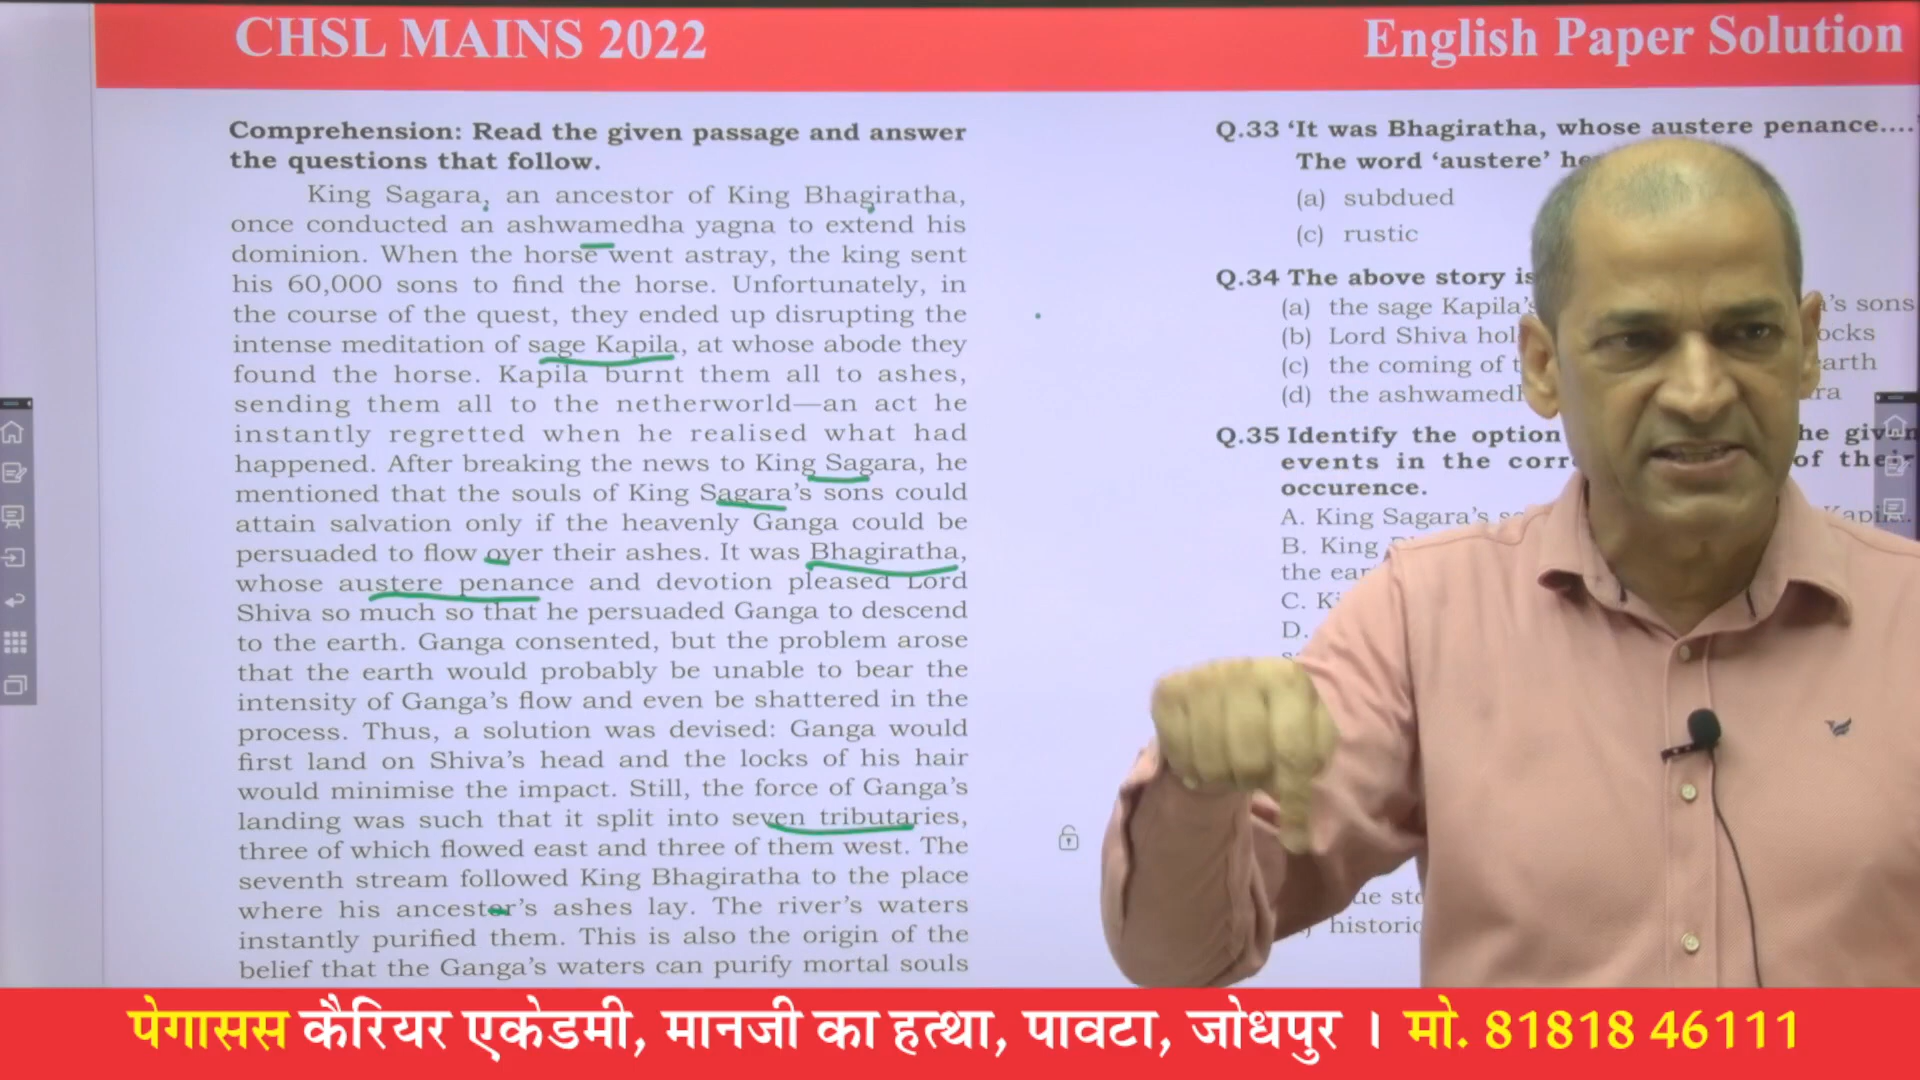 CHSL MAINS 2022
English Paper Solution
Comprehension: Read the given passage and answer
the questions that follow.
King Sagara, an ancestor of King Bhagiratha,
once conducted an ashwamedha yagna to extend his
dominion. When the horse went astray, the king sent
his 60,000 sons to find the horse. Unfortunately, in
the course of the quest, they ended up disrupting the
intense meditation of sage Kapila, at whose abode they
found the horse. Kapila burnt them all to ashes,
sending them all to the netherworld—an act he
instantly regretted when he realised what had
happened. After breaking the news to King Sagara, he
mentioned that the souls of King Sagara's sons could
attain salvation only if the heavenly Ganga could be
persuaded to flow over their ashes. It was Bhagiratha,
whose austere penance and devotion pleased Lord
Shiva so much so that he persuaded Ganga to descend
to the earth. Ganga consented, but the problem arose
that the earth would probably be unable to bear the
intensity of Ganga's flow and even be shattered in the
process. Thus, a solution was devised: Ganga would
first land on Shiva's head and the locks of his hair
would minimise the impact. Still, the force of Ganga's
landing was such that it split into seven tributaries,
three of which flowed east and three of them west. The
seventh stream followed King Bhagiratha to the place
where his ancestor's ashes lay. The river's waters
instantly purified them. This is also the origin of the
belief that the Ganga's waters can purify mortal souls
Q.33 'It was Bhagiratha, whose austere penance....'
The word 'austere'
(a) subdued
(c) rustic
Q.34 The above story is
(a) the sage Kapila's sons
(b) Lord Shiva
(c) the coming of earth
(d) the
Q.35 Identify the option the given
events in the of their
occurence.
A. King Sagara's
B. King
the
C.
D.
पेगासस कैरियर एकेडमी, मानजी का हत्था, पावटा, जोधपुर । मो. 81818 46111